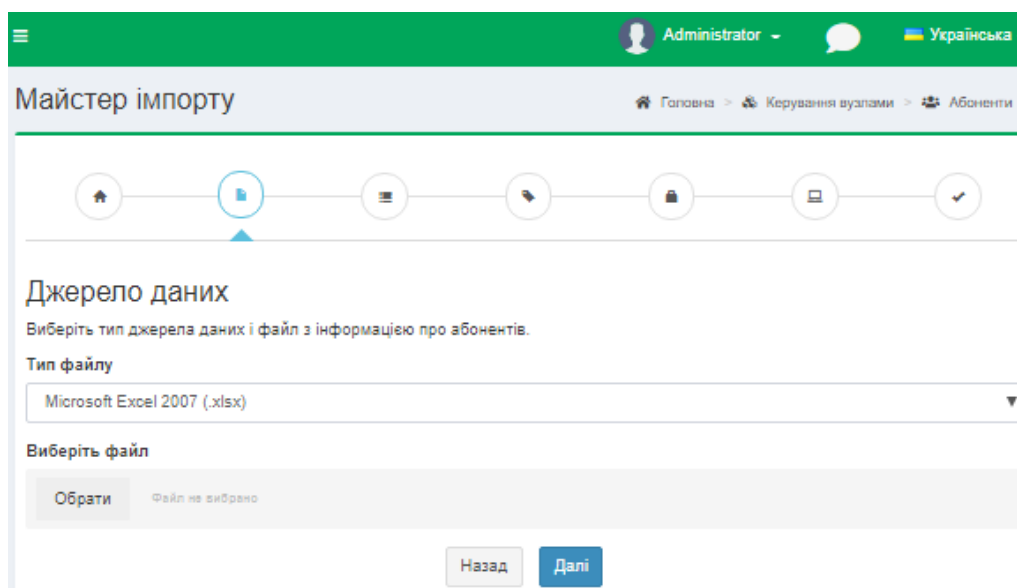 Administrator
Українська
Майстер імпорту
Головна > Керування вузлами > Абоненти
Джерело даних
Виберіть тип джерела даних і файл з інформацією про абонентів.
Тип файлу
Microsoft Excel 2007 (.xlsx)
Виберіть файл
Обрати Файл не вибрано
Назад Далі